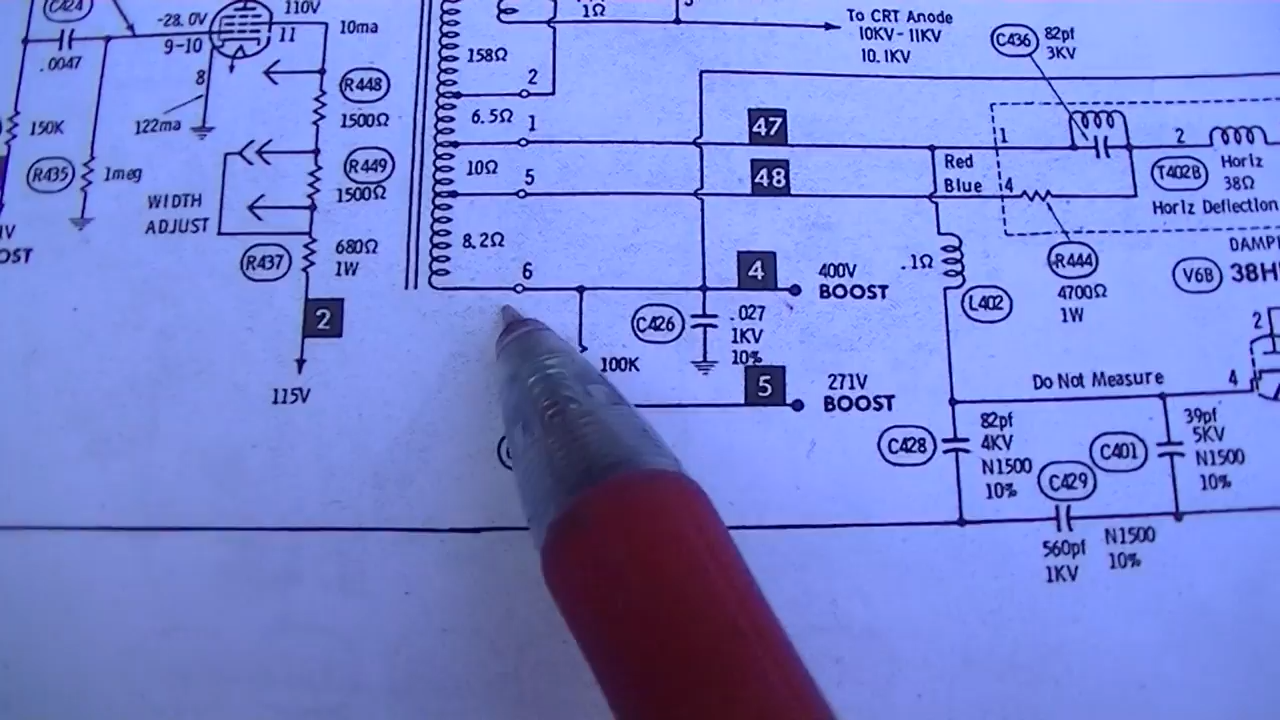 C424
-28.0V
110V
9-10
11
10ma
.0047
8
122ma
150K
R435
1meg
R448
1500Ω
R449
1500Ω
WIDTH
ADJUST
R437
680Ω
1W
2
115V
1Ω
158Ω
2
6.5Ω
1
10Ω
5
8.2Ω
6
To CRT Anode
10KV-11KV
10.1KV
C436
82pf
3KV
47
48
Red
Blue
1
4
2
T402B
Horiz
38Ω
Horiz Deflection
R444
4700Ω
1W
.1Ω
L402
4
400V
BOOST
C426
.027
1KV
10%
100K
5
271V
BOOST
V6B
2
Do Not Measure
4
C428
82pf
4KV
N1500
10%
C401
39pf
5KV
N1500
10%
C429
560pf
1KV
N1500
10%